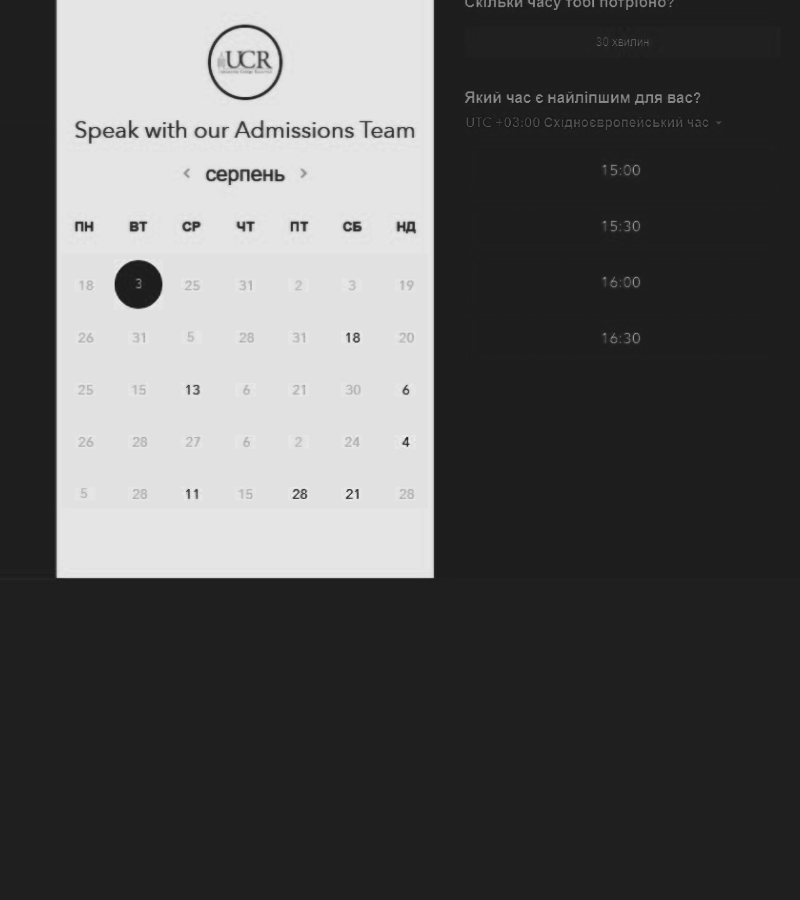 UCR
Speak with our Admissions Team
< серпень >
ПН ВТ СР ЧТ ПТ СБ НД
18 3 25 31 2 3 19
26 31 5 28 31 18 20
25 15 13 6 21 30 6
26 28 27 6 2 24 4
5 28 11 15 28 21 28
Скільки часу тобі потрібно?
30 хвилин
Який час є найліпшим для вас?
UTC +03:00 Східноєвропейський час
15:00
15:30
16:00
16:30